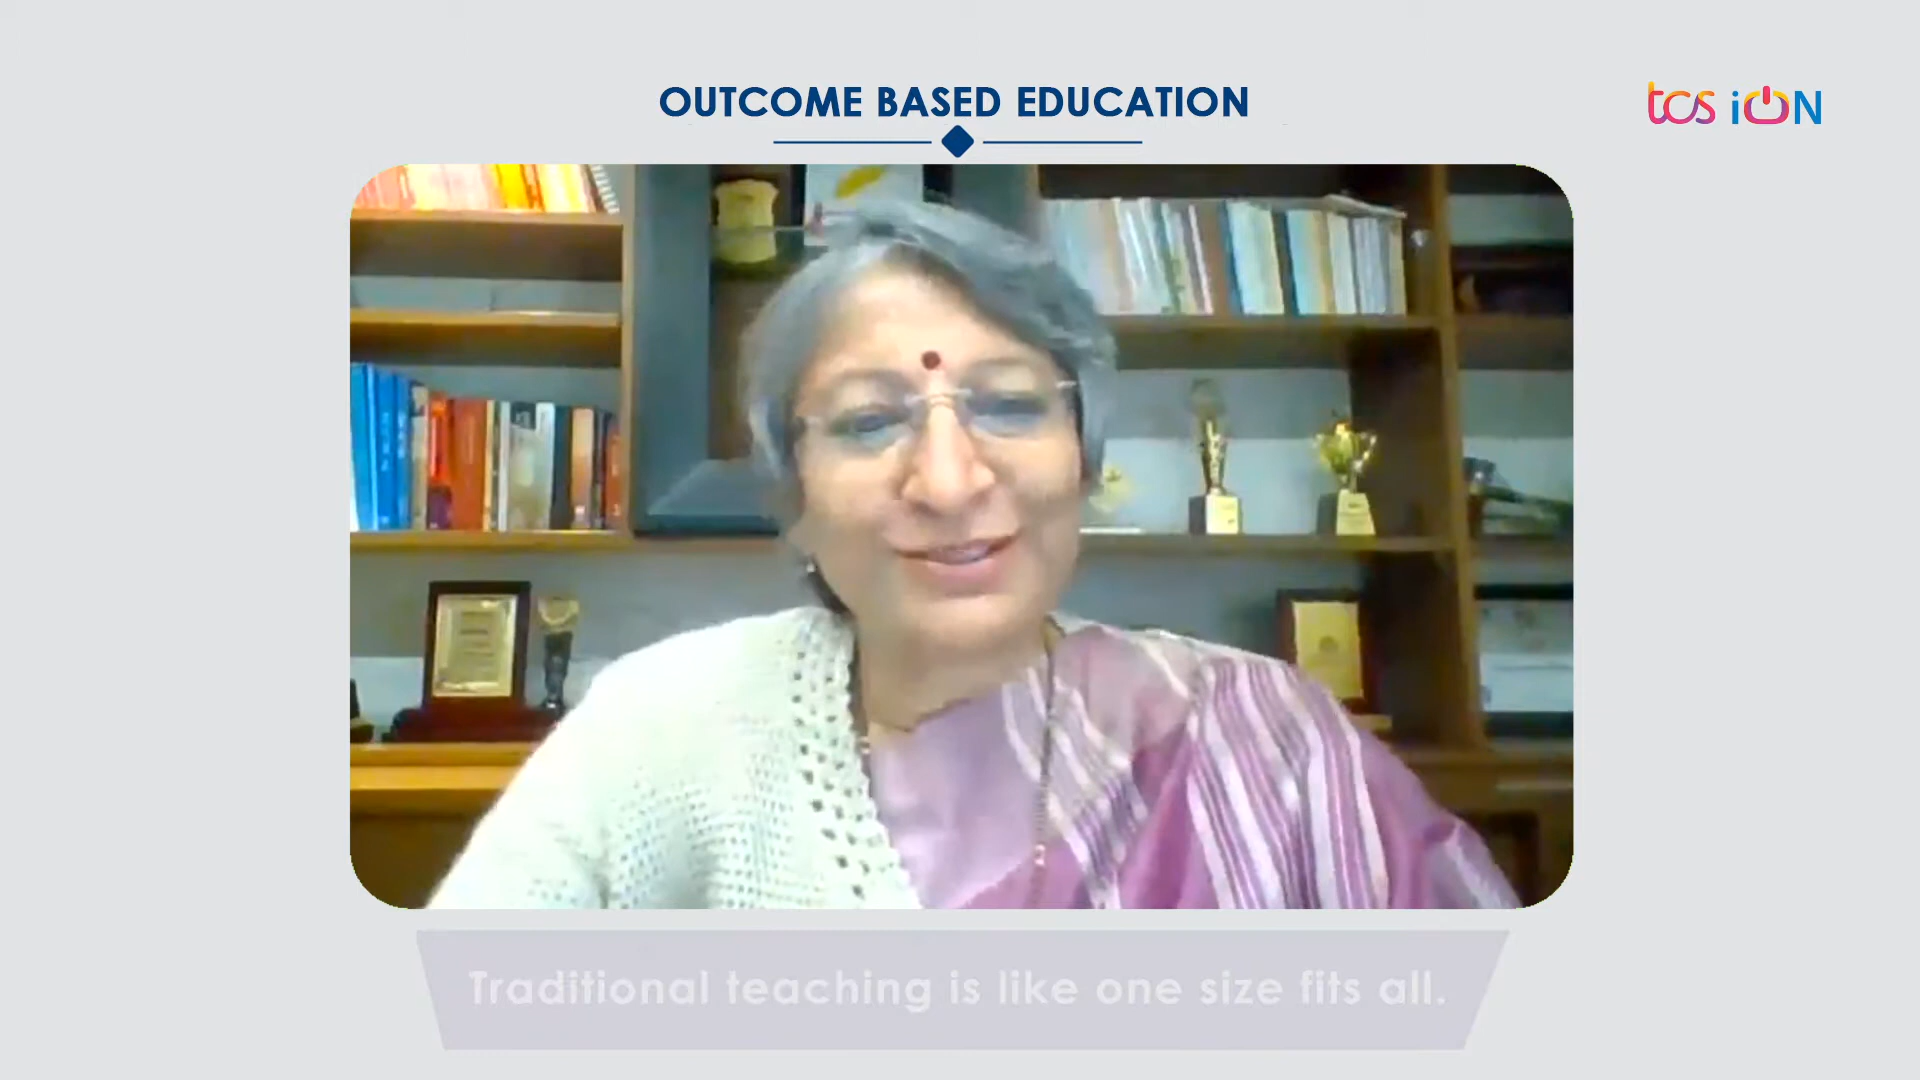 OUTCOME BASED EDUCATION
tcs iON
Traditional teaching is like one size fits all.